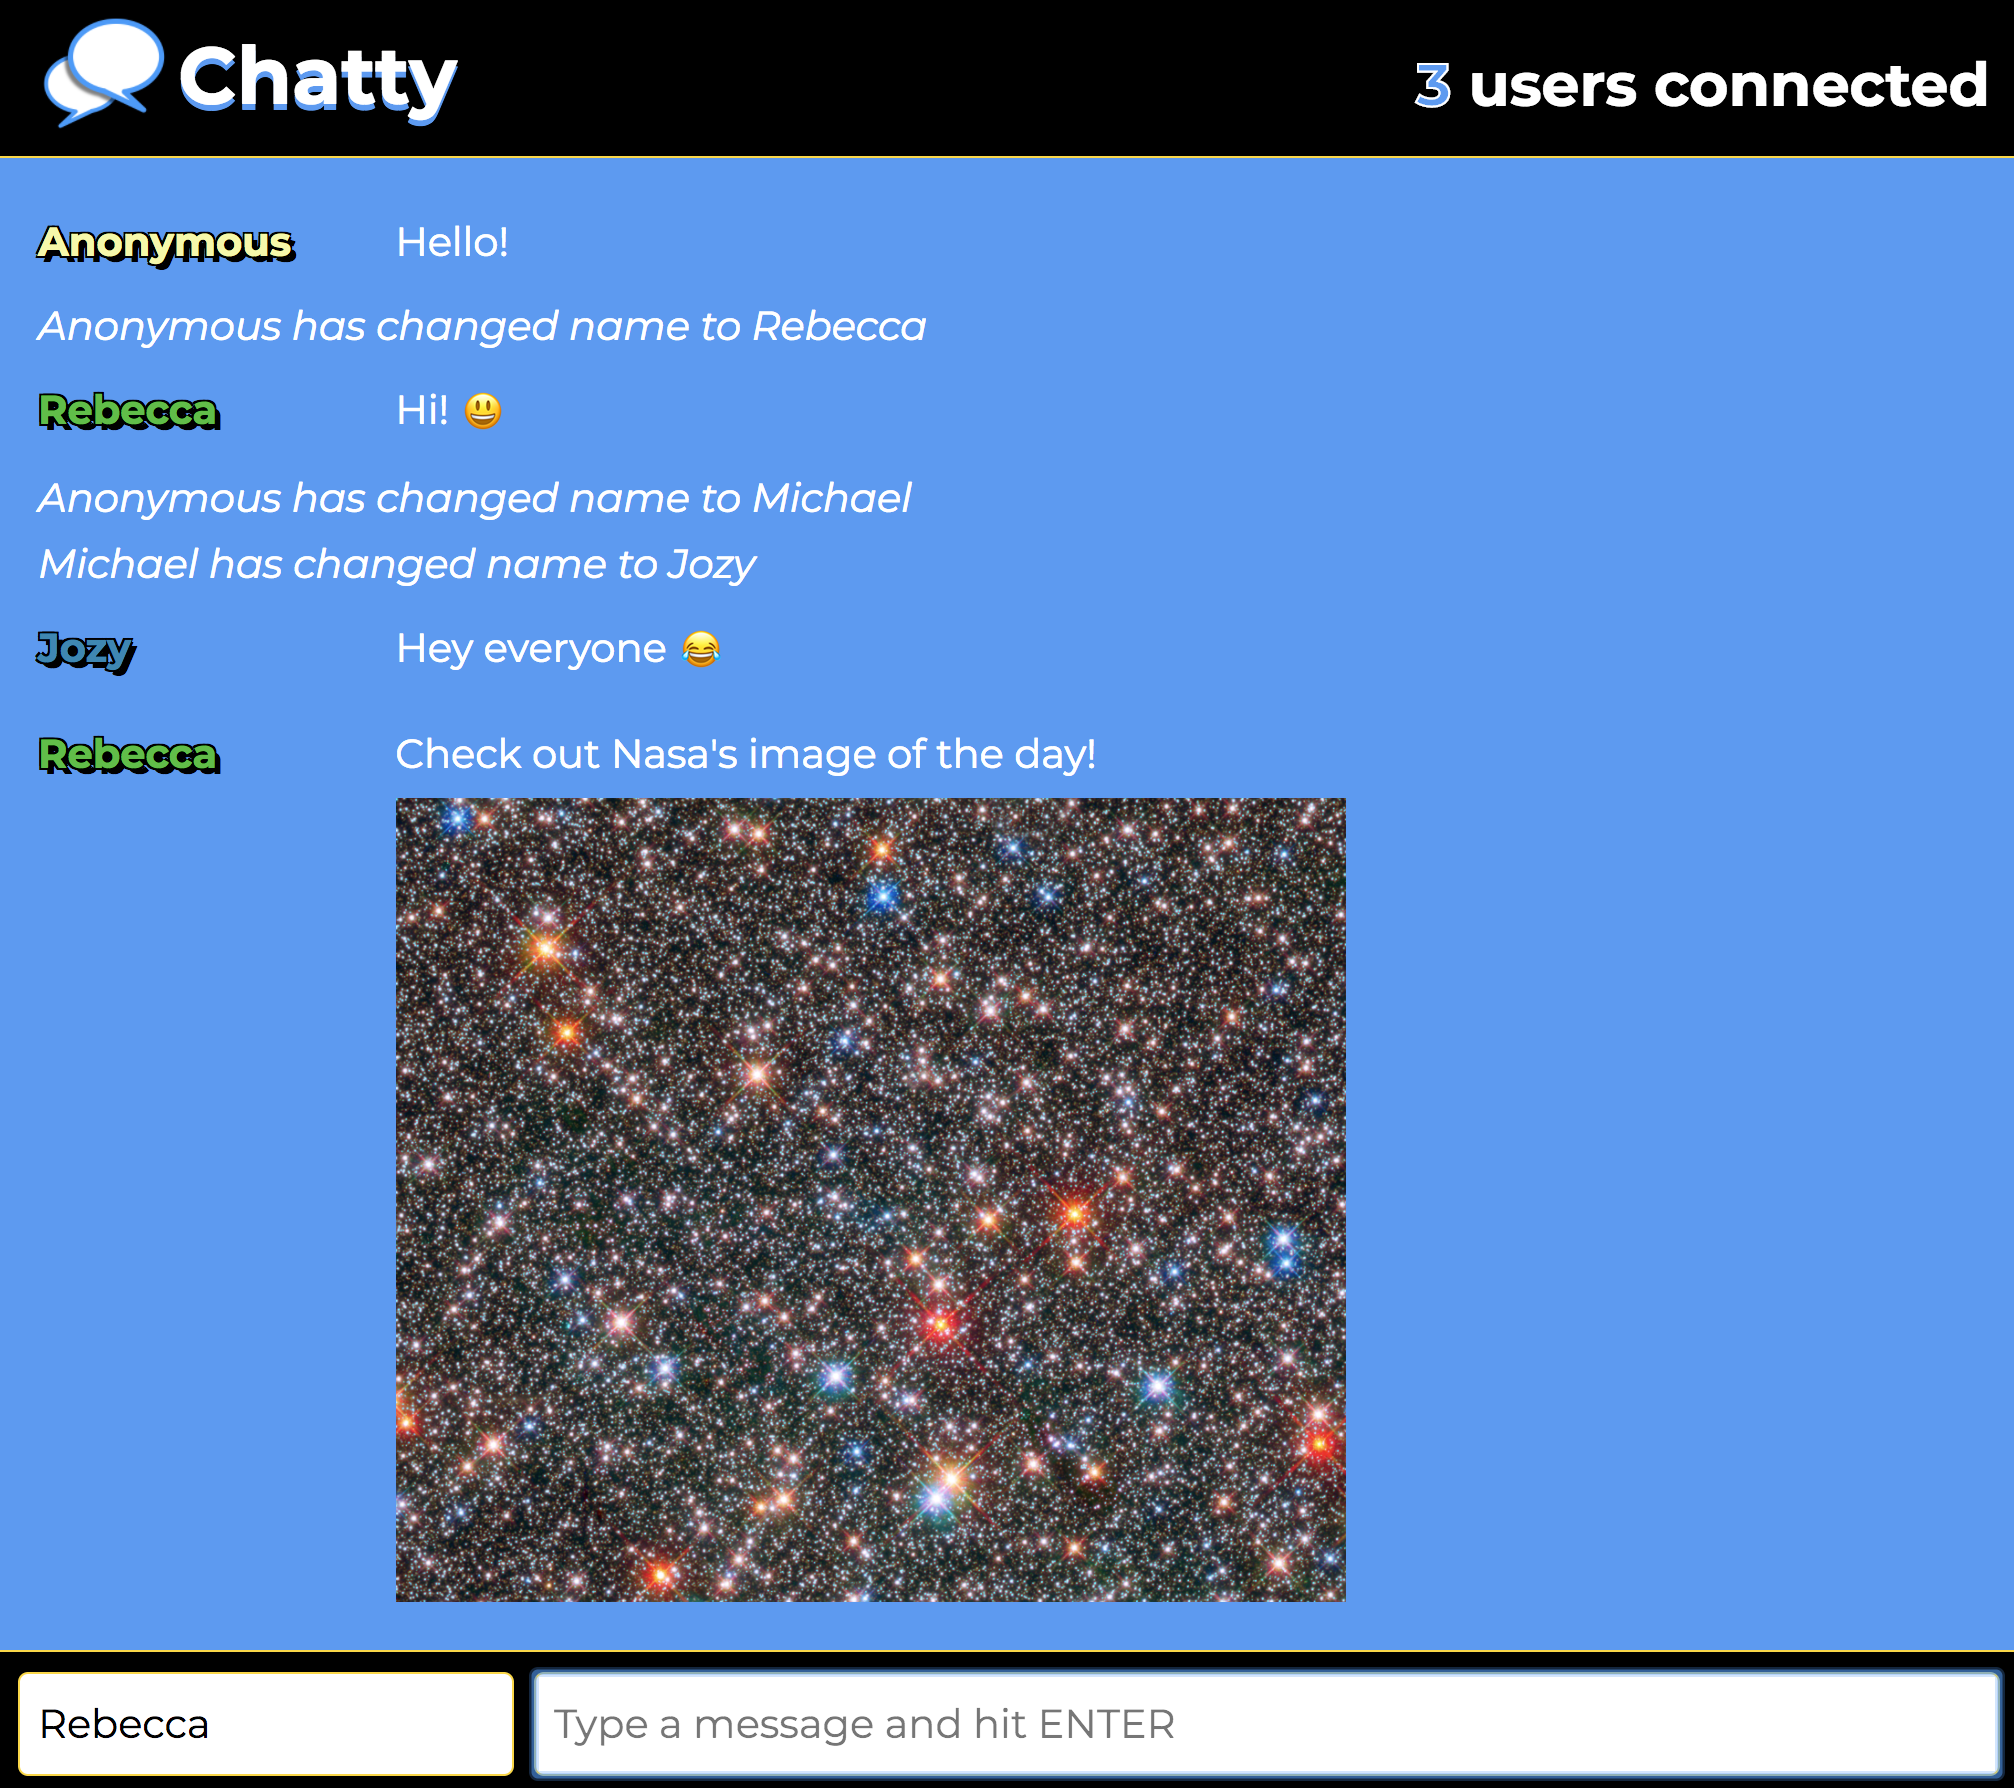 Chatty
3 users connected
Anonymous Hello!
Anonymous has changed name to Rebecca
Rebecca Hi! 😃
Anonymous has changed name to Michael
Michael has changed name to Jozy
Jozy Hey everyone 😂
Rebecca Check out Nasa's image of the day!
Rebecca
Type a message and hit ENTER